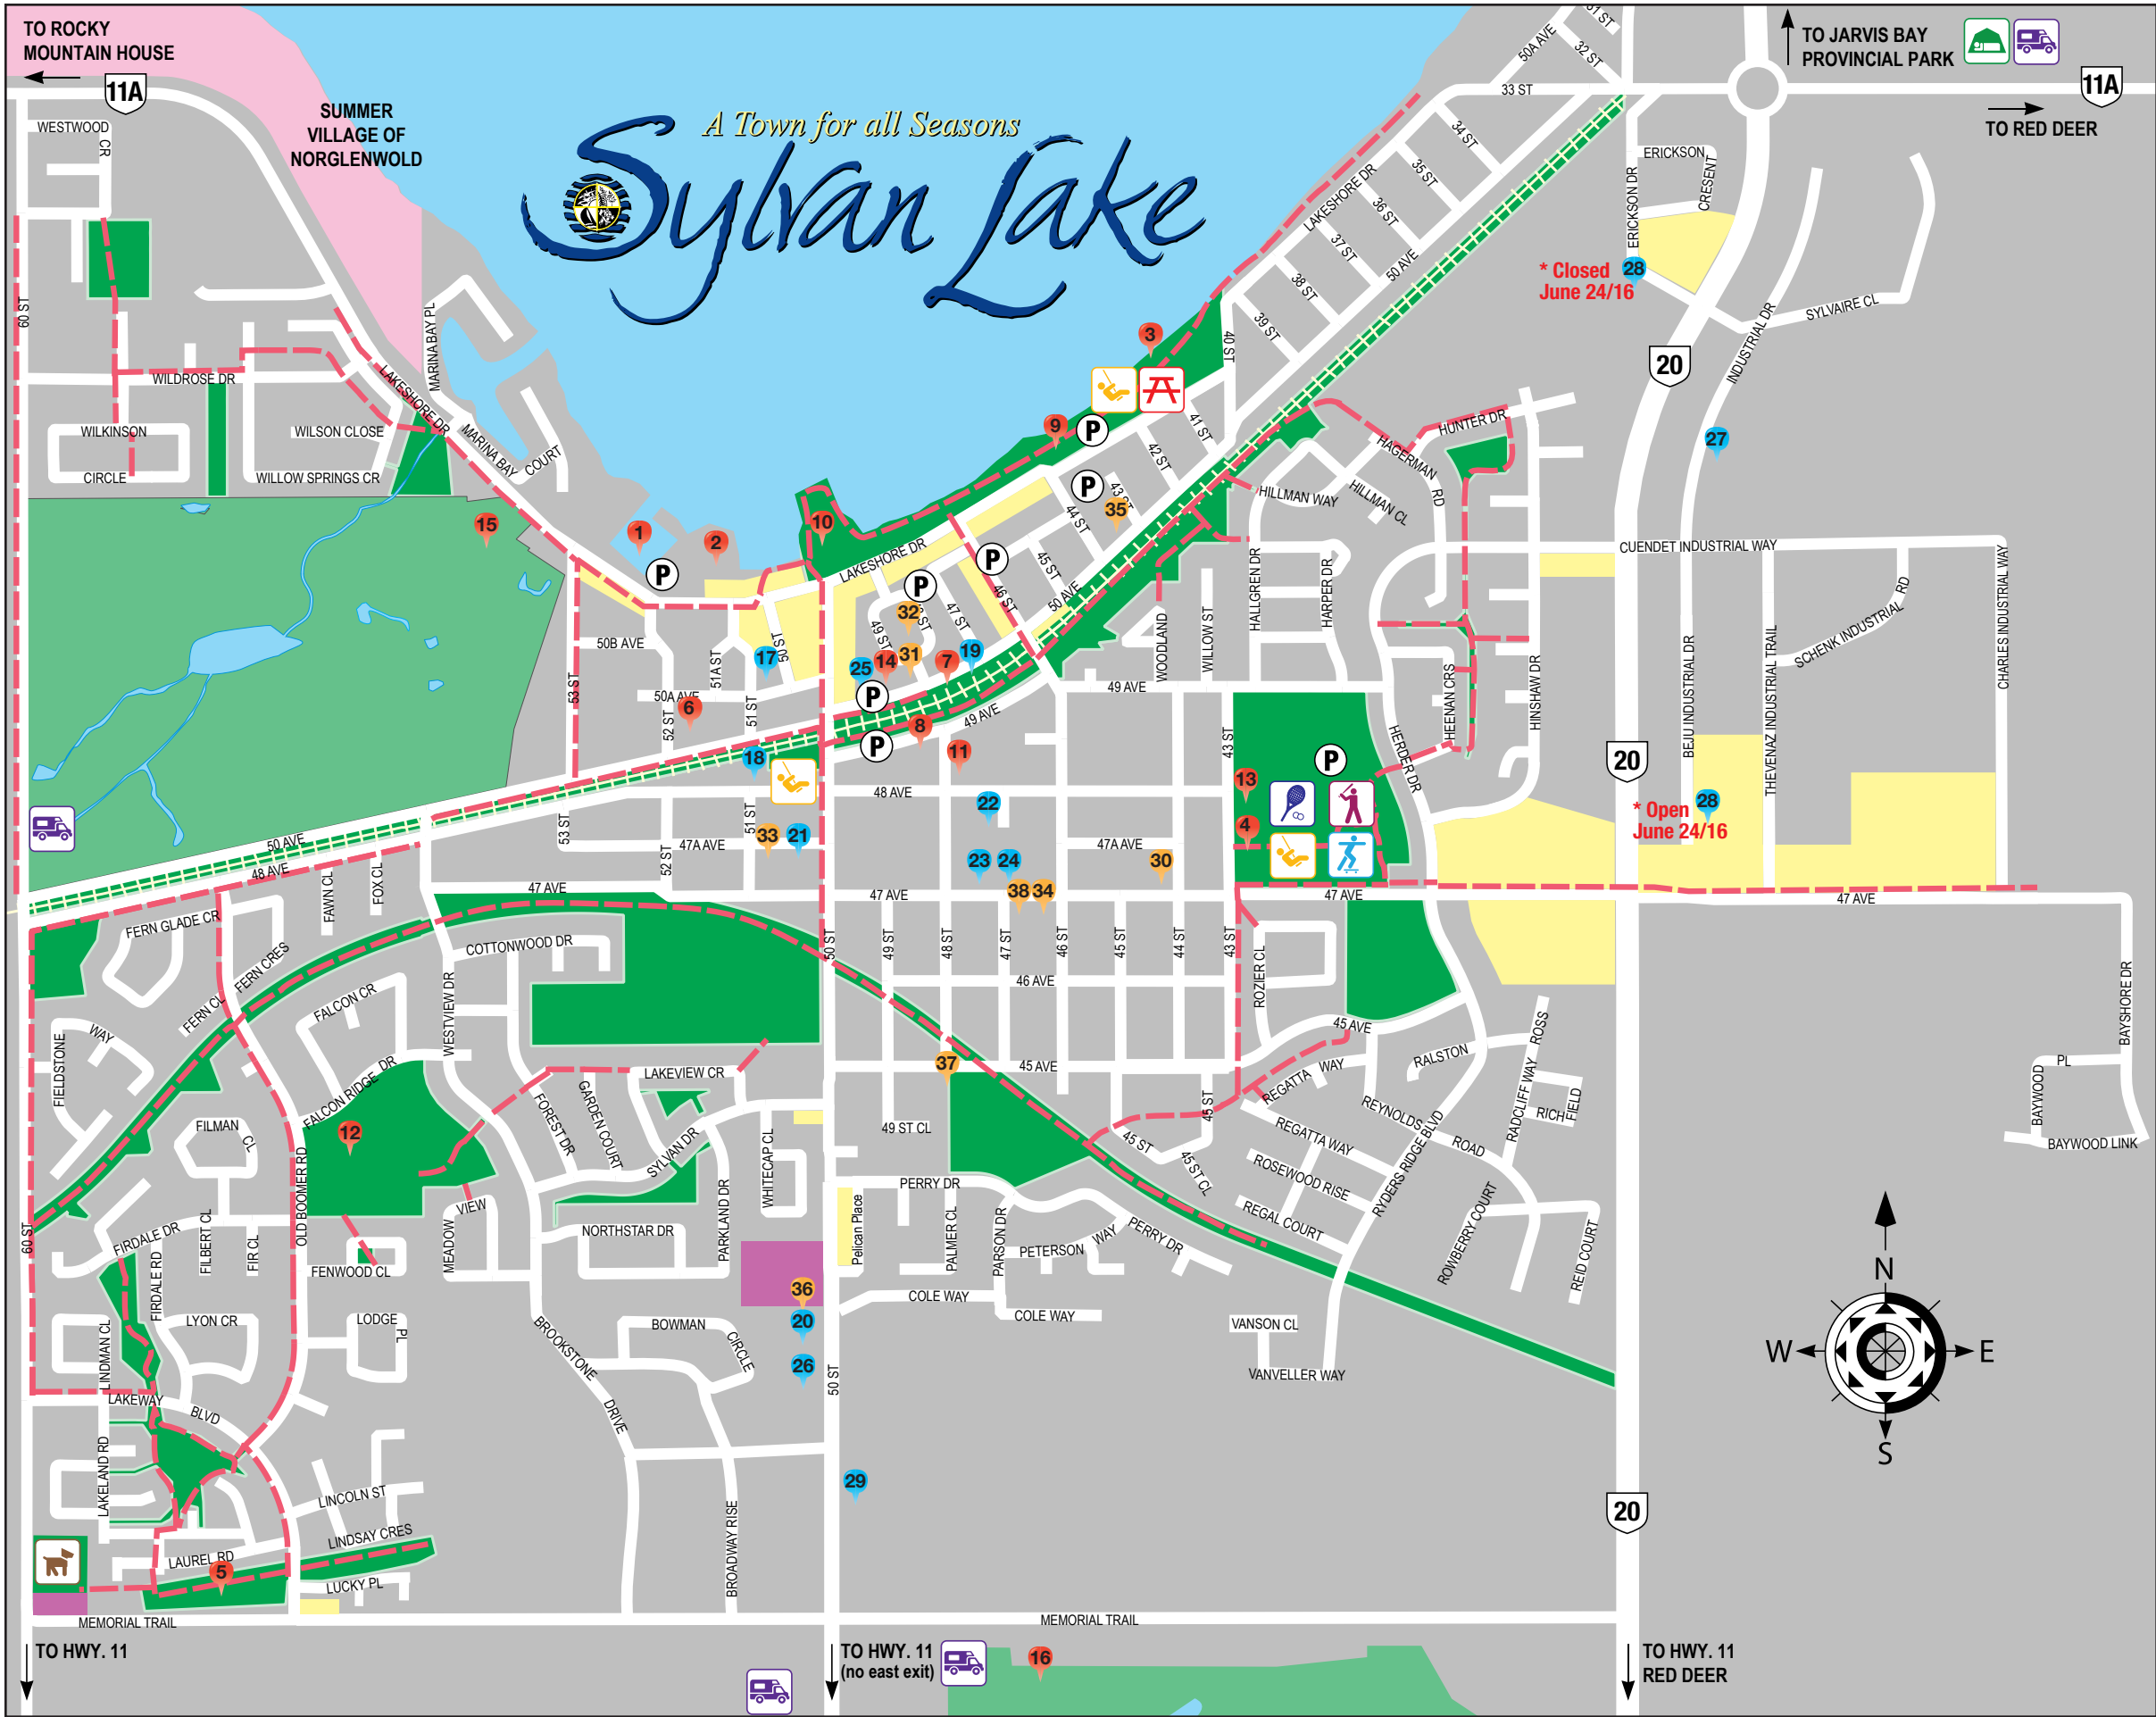 TO ROCKY
MOUNTAIN HOUSE
11A
SUMMER
VILLAGE OF
NORGLENWOLD
A Town for all Seasons
Sylvan Lake
TO JARVIS BAY
PROVINCIAL PARK
11A
TO RED DEER
50A AVE
31 ST
32 ST
33 ST
34 ST
35 ST
36 ST
37 ST
38 ST
39 ST
40 ST
LAKESHORE DR
50 AVE
ERICKSON
CRESENT
ERICKSON DR
* Closed
June 24/16
28
SYLVAIRE CL
INDUSTRIAL DR
20
27
WESTWOOD
CR
60 ST
WILDROSE DR
WILKINSON
CIRCLE
WILSON CLOSE
WILLOW SPRINGS CR
LAKESHORE DR
MARINA BAY PL
MARINA BAY
COURT
3
9
P
P
41 ST
42 ST
43 ST
35
44 ST
45 ST
46 ST
47 ST
49 ST
50 AVE
15
1
2
10
P
LAKESHORE DR
P
P
32
31
14
25
7
19
17
50 ST
50B AVE
50A AVE
51A ST
51 ST
52 ST
53 ST
6
P
8
P
49 AVE
11
18
HUNTER DR
HAGERMAN
RD
HILLMAN WAY
HILLMAN CL
HALLGREN DR
HARPER DR
WOODLAND
WILLOW ST
49 AVE
HERDER DR
HEENAN CRS
HINSHAW DR
CUENDET INDUSTRIAL WAY
BEJU INDUSTRIAL DR
THEVENAZ INDUSTRIAL TRAIL
SCHENK INDUSTRIAL
RD
CHARLES INDUSTRIAL WAY
20
* Open
June 24/16
28
43 ST
P
13
4
48 AVE
22
51 ST
53 ST
33
21
47A AVE
52 ST
47A AVE
23
24
30
38
34
50 AVE
48 AVE
FAWN CL
FOX CL
47 AVE
47 AVE
47 AVE
47 AVE
FERN GLADE CR
FERN CRES
FERN CL
FALCON CR
COTTONWOOD DR
WESTVIEW DR
50 ST
49 ST
48 ST
47 ST
46 ST
45 ST
44 ST
43 ST
46 AVE
ROZIER CL
45 AVE
BAYSHORE DR
WAY
FIELDSTONE
FALCON RIDGE DR
12
LAKEVIEW CR
37
45 AVE
REGATTA WAY
RALSTON
ROSS
RADCLIFF WAY
RICH
FIELD
PL
BAYWOOD
BAYWOOD LINK
FILMAN
CL
FOREST DR
GARDEN COURT
SYLVAN DR
WHITECAP CL
49 ST CL
45 ST
45 ST
45 ST CL
REYNOLDS
ROAD
REGATTA WAY
RYDERS RIDGE BLVD
ROSEWOOD RISE
REGAL COURT
ROWBERRY COURT
REID COURT
60 ST
FIRDALE DR
FIRDALE RD
FILBERT CL
FIR CL
OLD BOOMER RD
FENWOOD CL
MEADOW
VIEW
NORTHSTAR DR
PARKLAND DR
Pelican Place
PERRY DR
PALMER CL
PARSON DR
PETERSON
WAY
PERRY DR
36
COLE WAY
COLE WAY
20
26
VANSON CL
VANVELLER WAY
LINDMAN CL
LYON CR
LODGE
PL
BROOKSTONE
DRIVE
BOWMAN
CIRCLE
50 ST
LAKEWAY
BLVD
LAKELAND RD
LINCOLN ST
LINDSAY CRES
LAUREL RD
5
LUCKY PL
BROADWAY RISE
29
20
N
W
E
S
MEMORIAL TRAIL
MEMORIAL TRAIL
TO HWY. 11
TO HWY. 11
(no east exit)
16
TO HWY. 11
RED DEER